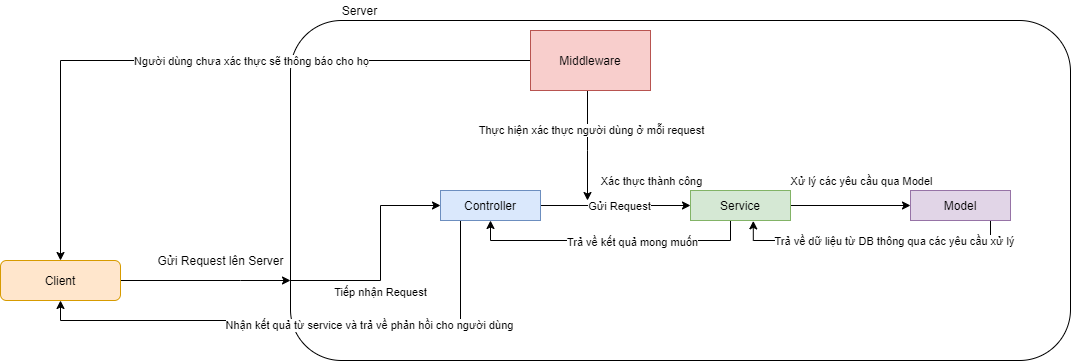 Server
Middleware
Người dùng chưa xác thực sẽ thông báo cho họ
Thực hiện xác thực người dùng ở mỗi request
Xác thực thành công
Xử lý các yêu cầu qua Model
Controller
Gửi Request
Service
Model
Trả về kết quả mong muốn
Trả về dữ liệu từ DB thông qua các yêu cầu xử lý
Gửi Request lên Server
Client
Tiếp nhận Request
Nhận kết quả từ service và trả về phản hồi cho người dùng